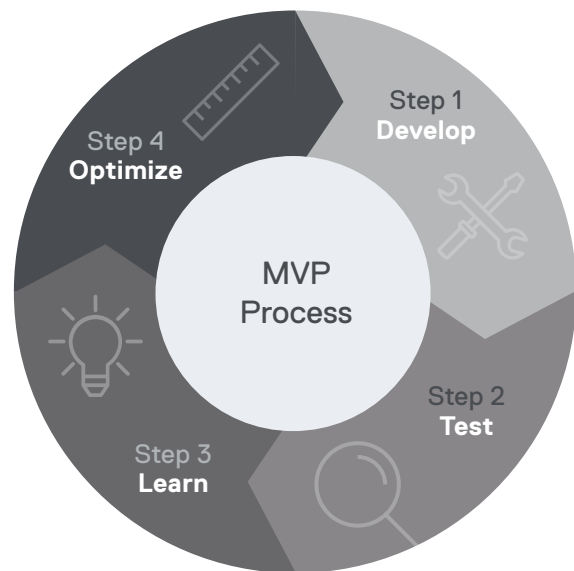 Step 1
Develop
Step 2
Test
Step 3
Learn
Step 4
Optimize
MVP
Process